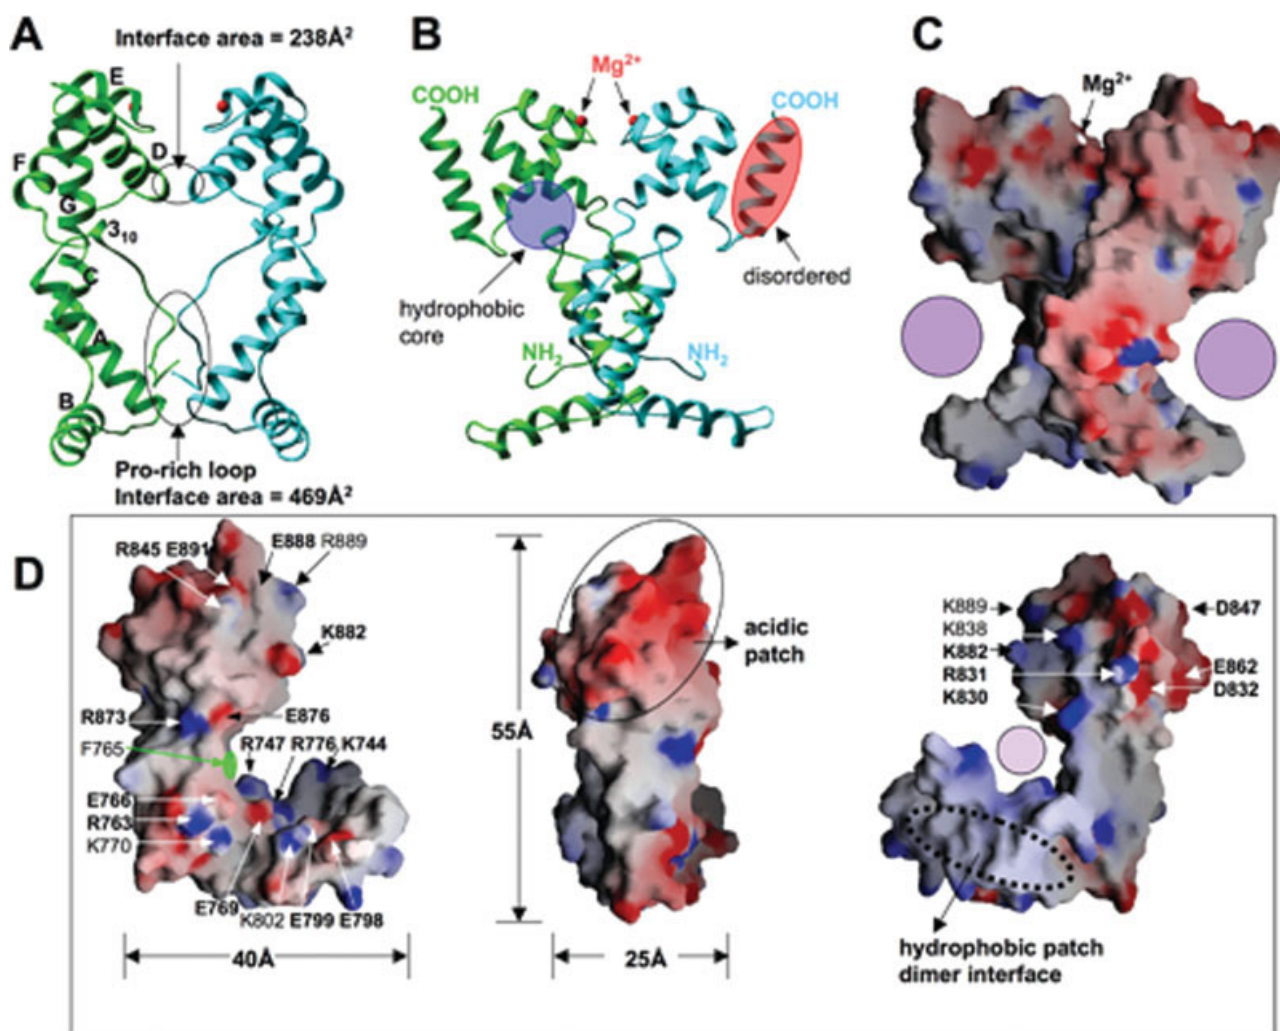 A
Interface area = 238Å²
E
D
F
G
3₁₀
C
A
B
Pro-rich loop
Interface area = 469Å²
B
Mg²⁺
COOH
COOH
hydrophobic
core
disordered
NH₂
NH₂
C
Mg²⁺
D
R845 E891
E888
R889
K882
R873
E876
F765
R747
R776
K744
E766
R763
K770
E769
K802
E799
E798
40Å
55Å
acidic
patch
25Å
K889
K838
K882
R831
K830
D847
E862
D832
hydrophobic patch
dimer interface